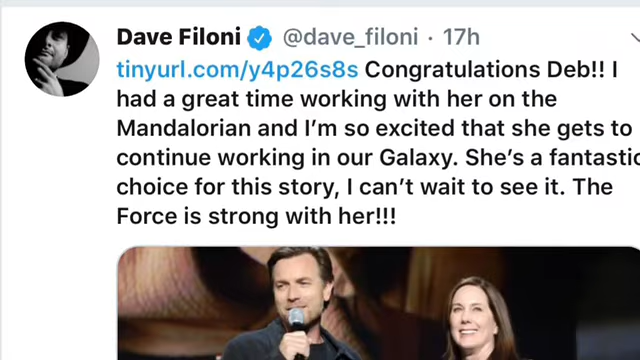 Dave Filoni @dave_filoni · 17h
tinyurl.com/y4p26s8s Congratulations Deb!! I
had a great time working with her on the
Mandalorian and I’m so excited that she gets to
continue working in our Galaxy. She’s a fantastic
choice for this story, I can’t wait to see it. The
Force is strong with her!!!